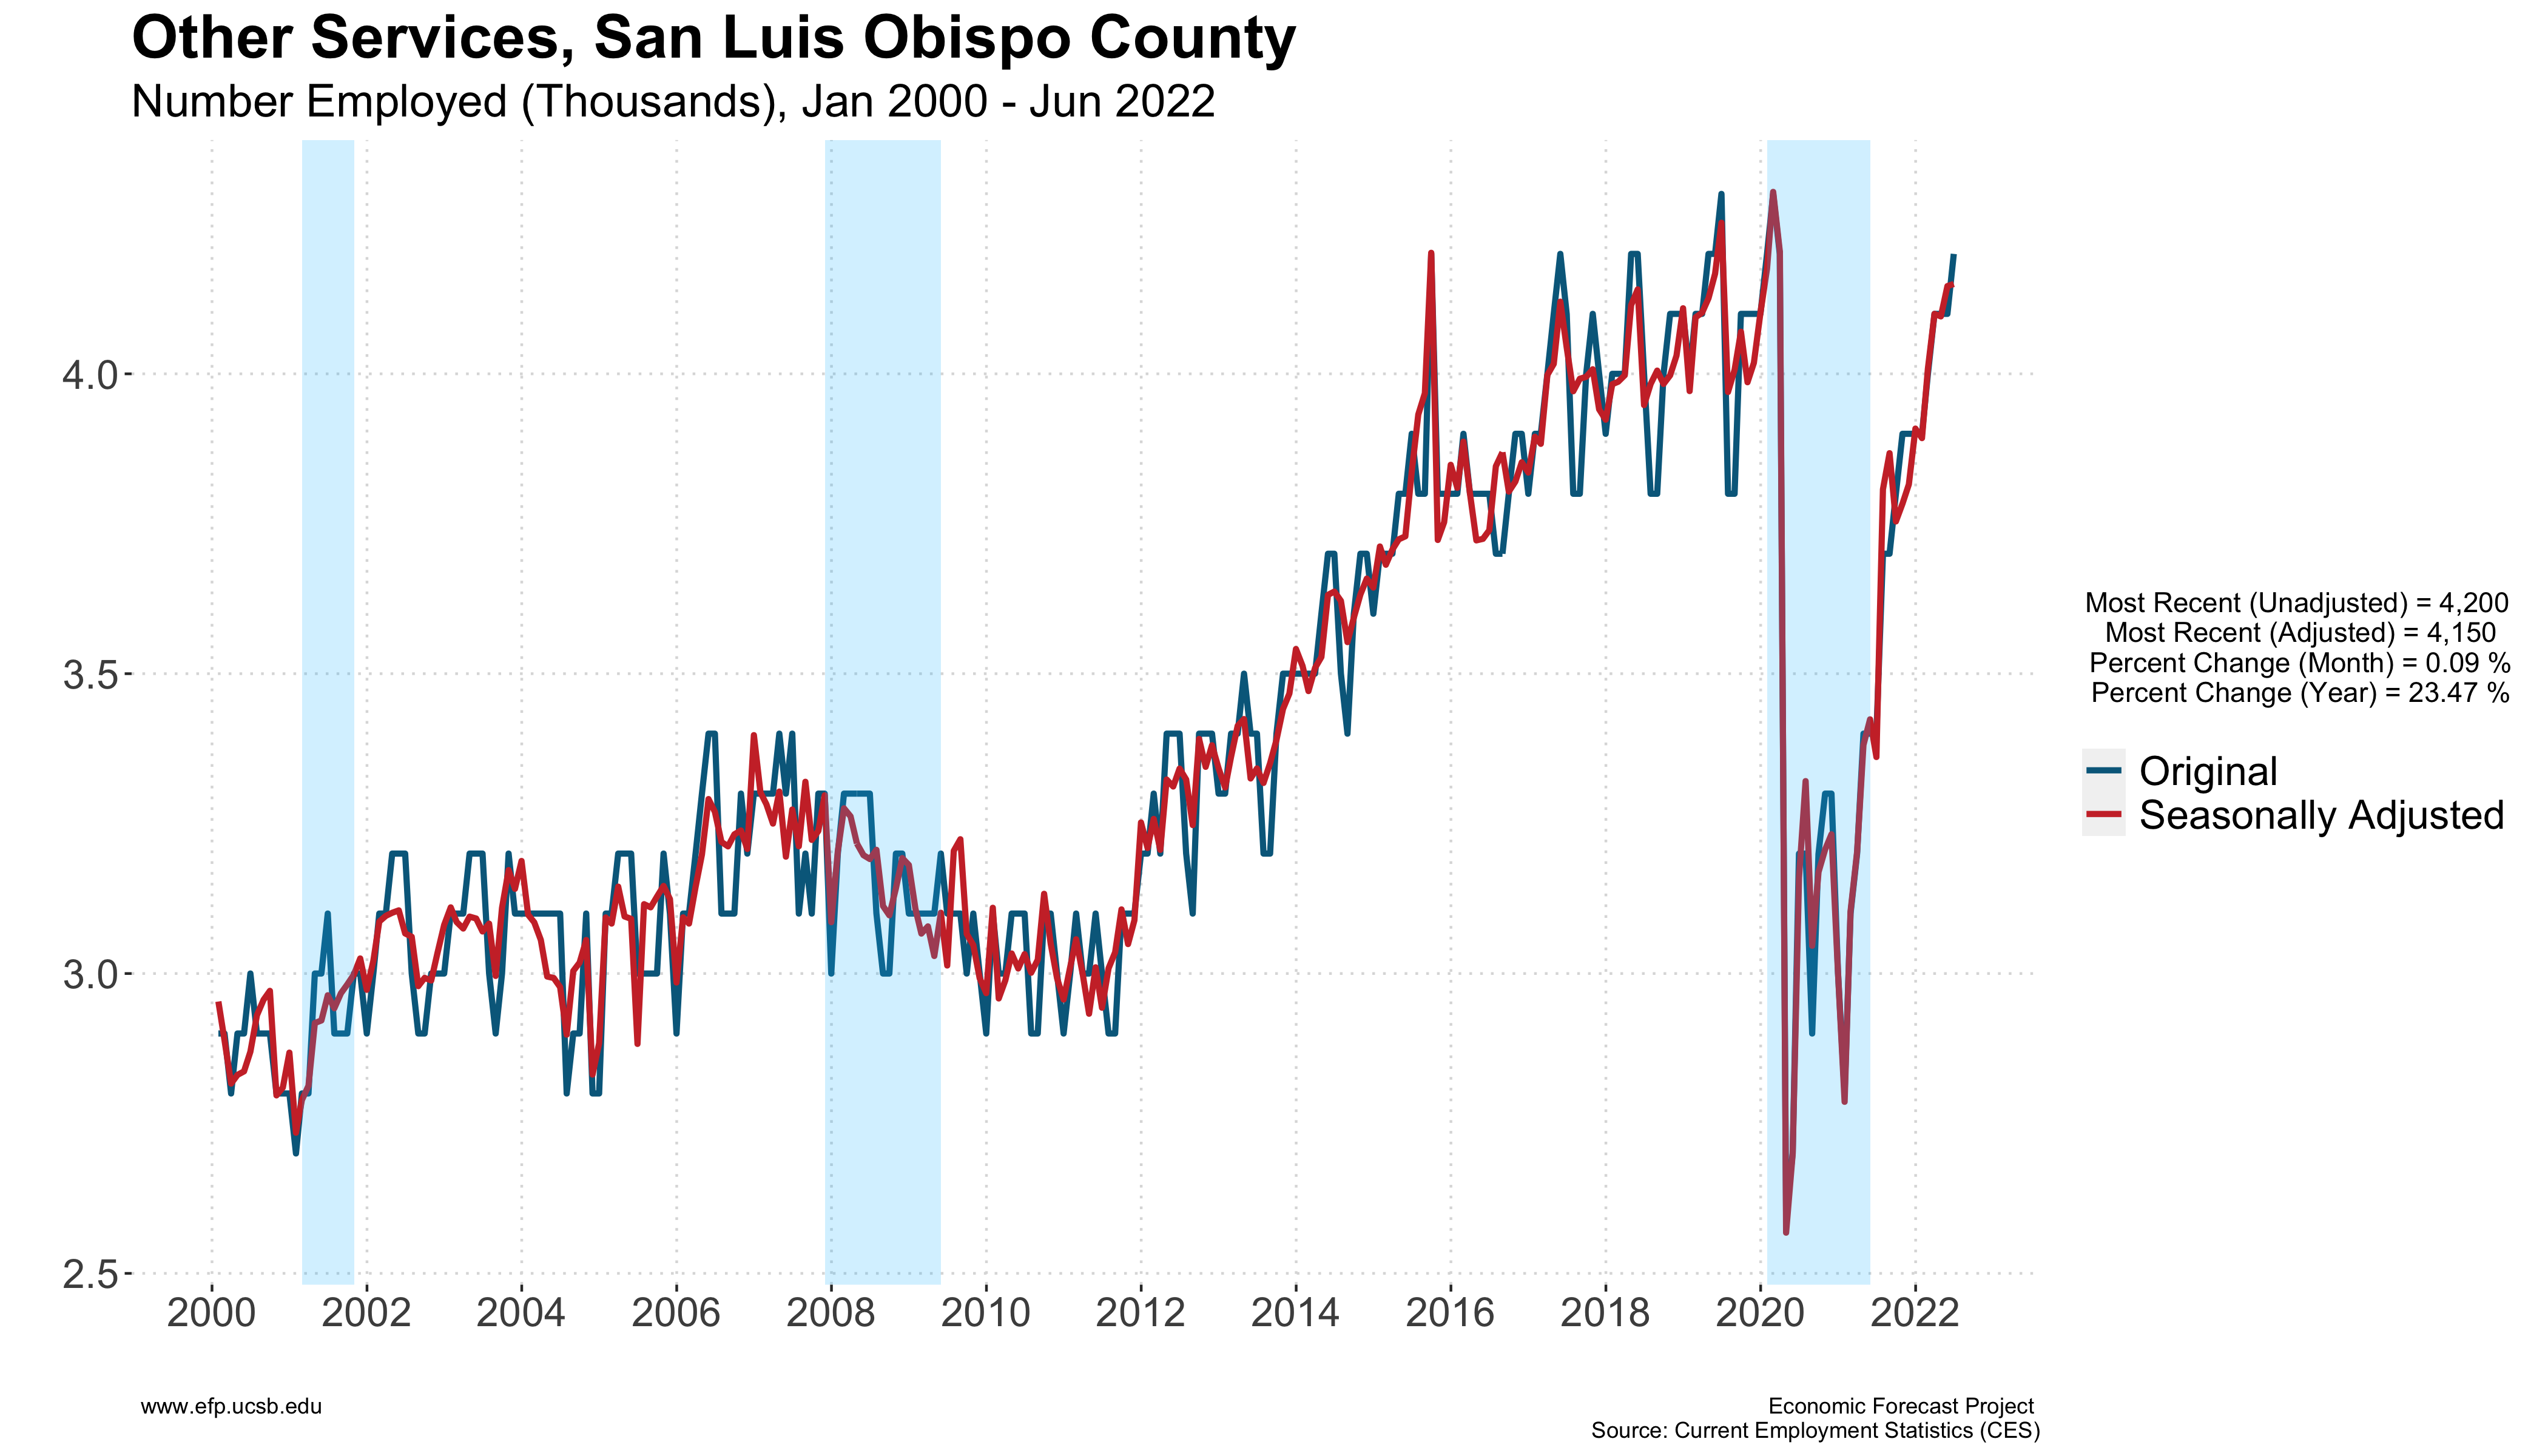 Other Services, San Luis Obispo County
Number Employed (Thousands), Jan 2000 - Jun 2022
4.0
3.5
3.0
2.5
2000 2002 2004 2006 2008 2010 2012 2014 2016 2018 2020 2022
Most Recent (Unadjusted) = 4,200
Most Recent (Adjusted) = 4,150
Percent Change (Month) = 0.09 %
Percent Change (Year) = 23.47 %
Original
Seasonally Adjusted
www.efp.ucsb.edu
Economic Forecast Project
Source: Current Employment Statistics (CES)